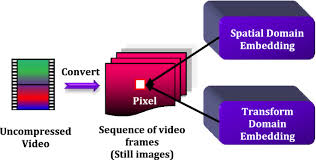 Spatial Domain
Embedding
Convert
Pixel
Transform
Domain
Embedding
Uncompressed
Video
Sequence of video
frames
(Still images)